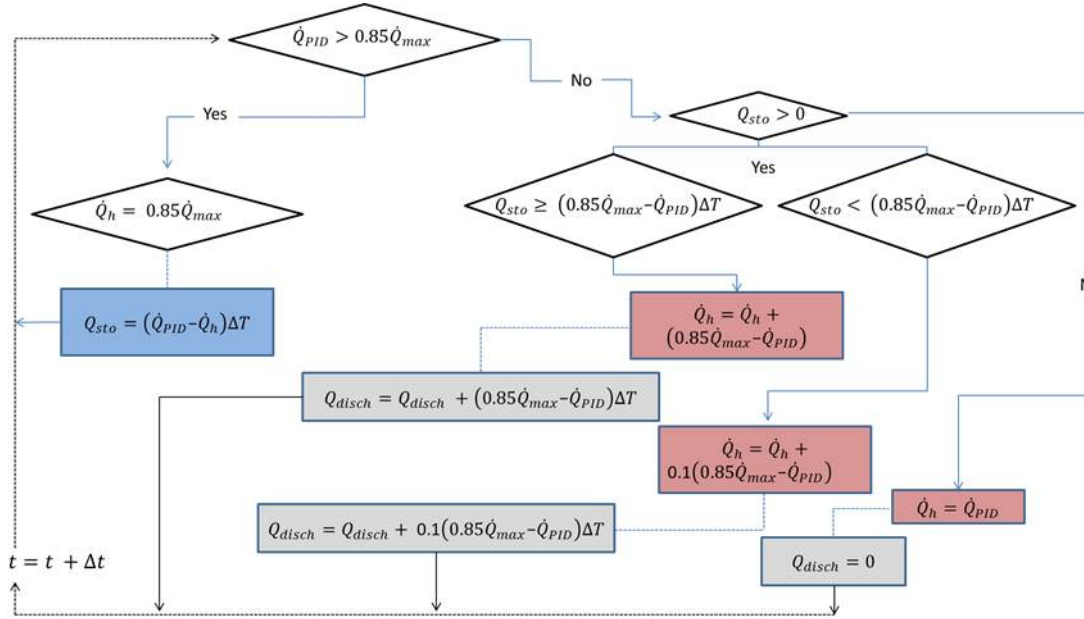 Q̇_PID > 0.85Q̇_max
No
Yes
Q_sto > 0
Yes
Q̇_h = 0.85Q̇_max
Q_sto ≥ (0.85Q̇_max−Q̇_PID)ΔT
Q_sto < (0.85Q̇_max−Q̇_PID)ΔT
N
Q_sto = (Q̇_PID−Q̇_h)ΔT
Q̇_h = Q̇_h +
(0.85Q̇_max−Q̇_PID)
Q_disch = Q_disch + (0.85Q̇_max−Q̇_PID)ΔT
Q̇_h = Q̇_h +
0.1(0.85Q̇_max−Q̇_PID)
Q̇_h = Q̇_PID
Q_disch = Q_disch + 0.1(0.85Q̇_max−Q̇_PID)ΔT
t = t + Δt
Q_disch = 0